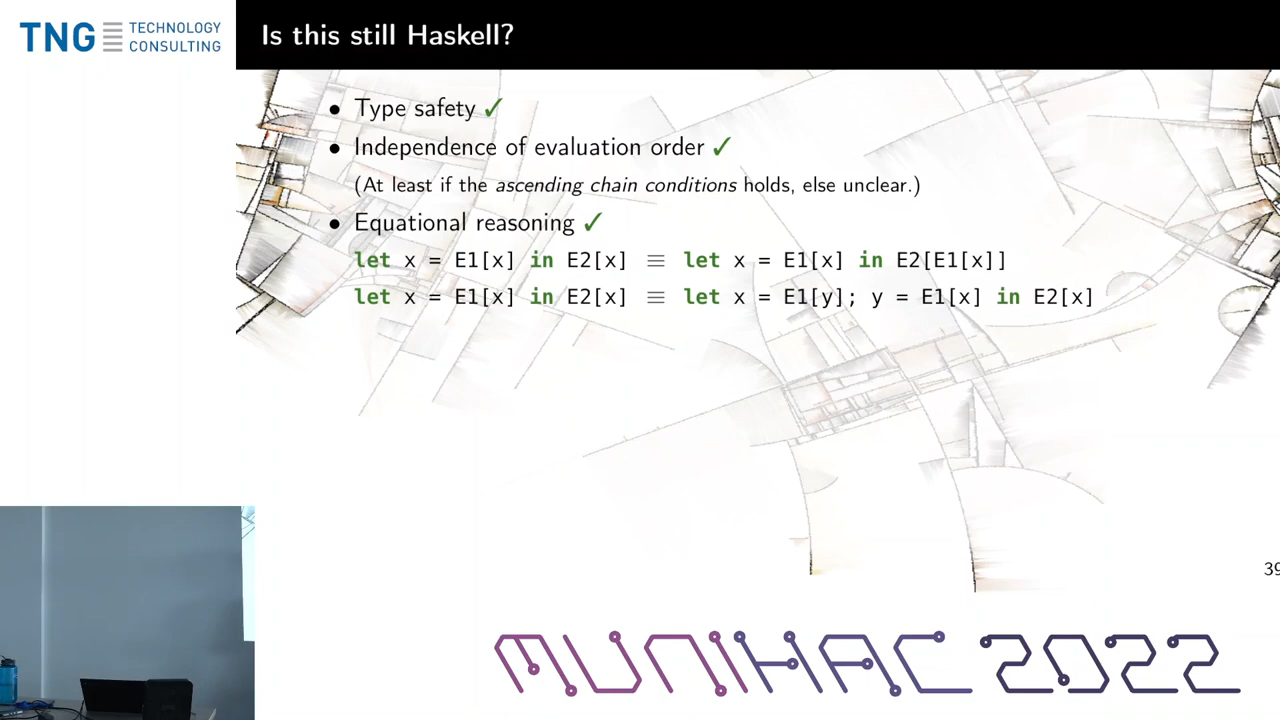 TNG TECHNOLOGY
CONSULTING
Is this still Haskell?
• Type safety ✓
• Independence of evaluation order ✓
(At least if the ascending chain conditions holds, else unclear.)
• Equational reasoning ✓
let x = E1[x] in E2[x] ≡ let x = E1[x] in E2[E1[x]]
let x = E1[x] in E2[x] ≡ let x = E1[y]; y = E1[x] in E2[x]
39
MUNIHAC 2022